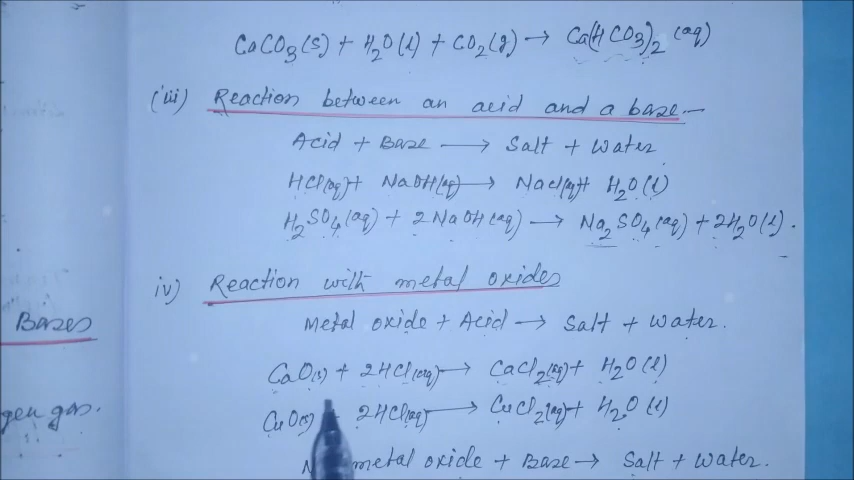 CaCO3(s) + H2O(l) + CO2(g) → Ca(HCO3)2 (aq)
(iii) Reaction between an acid and a base.—
Acid + Base → Salt + Water
HCl(aq) + NaOH(aq) → NaCl(aq) + H2O(l)
H2SO4(aq) + 2NaOH(aq) → Na2SO4(aq) + 2H2O(l).
iv) Reaction with metal oxides
Metal oxide + Acid → Salt + Water.
Bases
CaO(s) + 2HCl(aq) → CaCl2(aq) + H2O(l)
gen gas.
CuO(s) + 2HCl(aq) → CuCl2(aq) + H2O(l)
metal oxide + Base → Salt + Water.